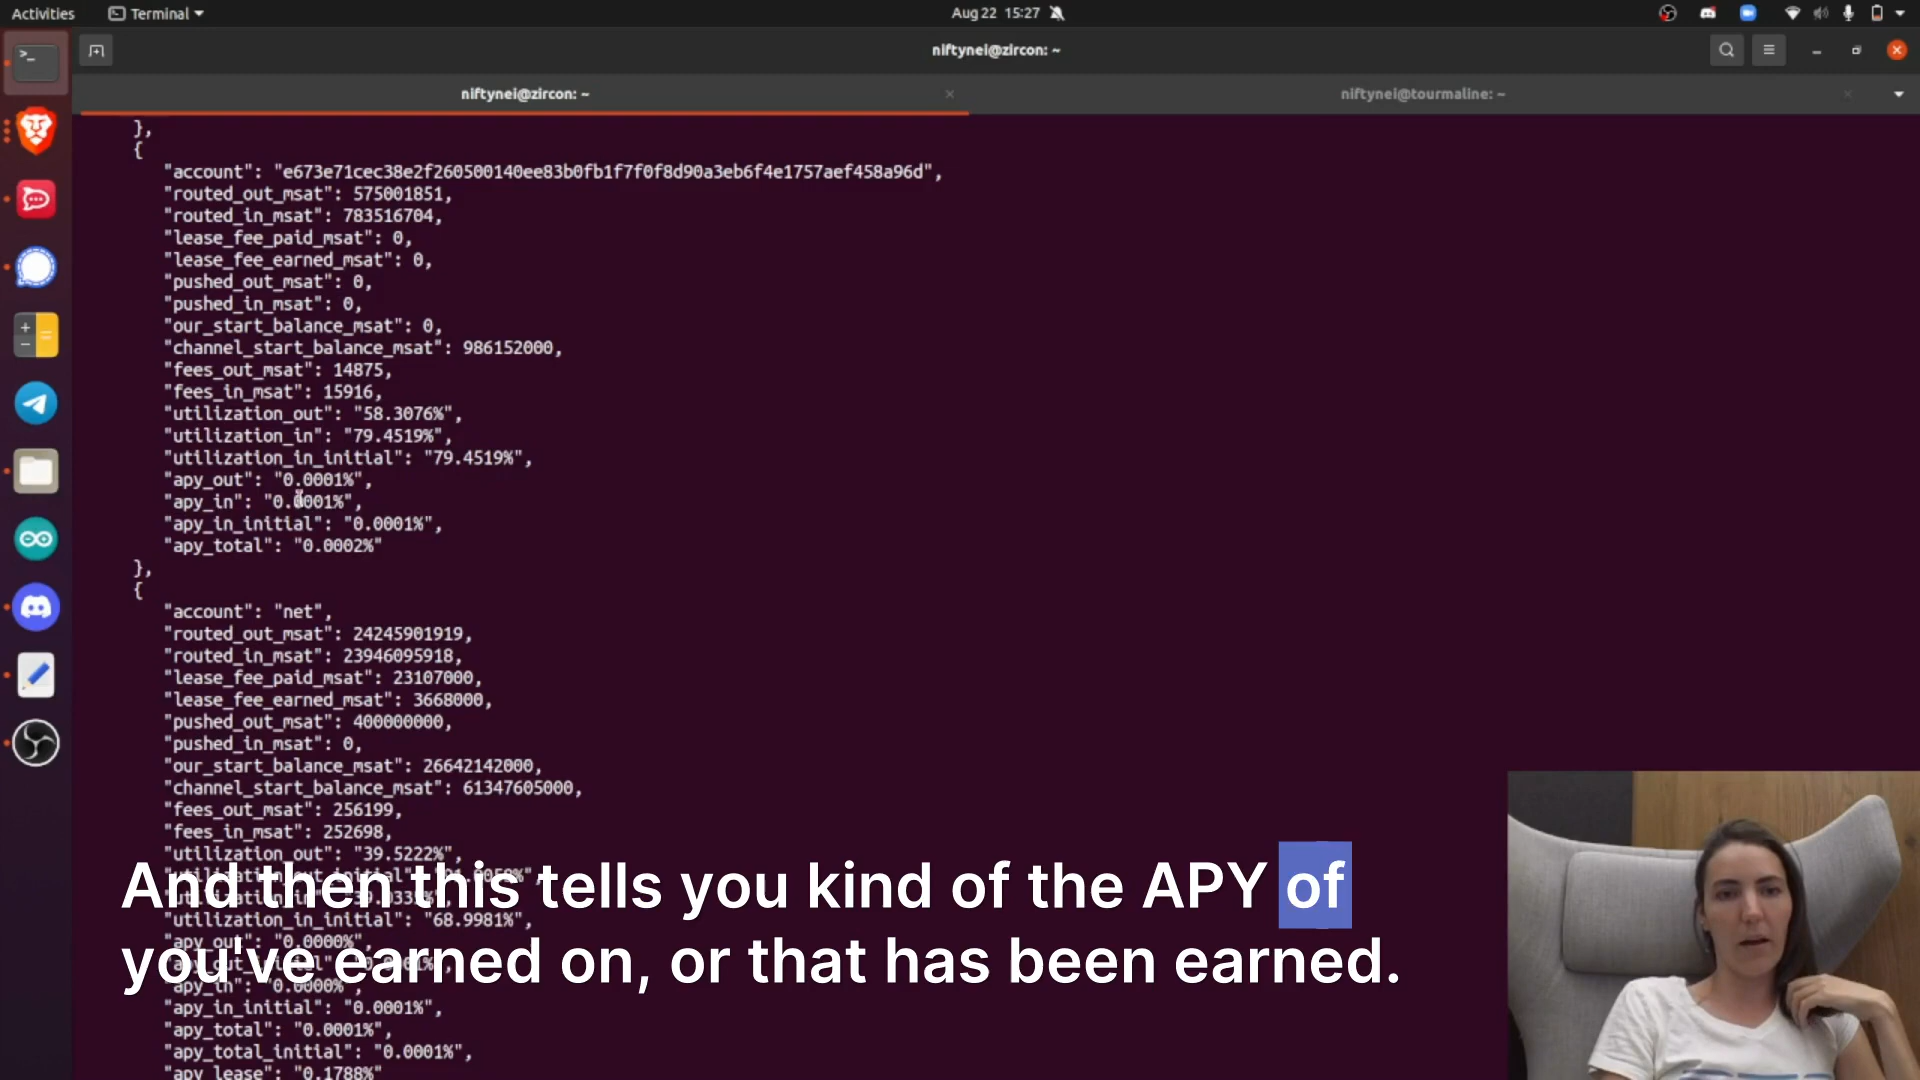 Activities
Terminal
Aug 22 15:27
niftynei@zircon: ~
niftynei@zircon: ~
niftynei@tourmaline: ~
},
{
"account": "e673e71cec38e2f260500140ee83b0fb1f7f0f8d90a3eb6f4e1757aef458a96d",
"routed_out_msat": 575001851,
"routed_in_msat": 783516704,
"lease_fee_paid_msat": 0,
"lease_fee_earned_msat": 0,
"pushed_out_msat": 0,
"pushed_in_msat": 0,
"our_start_balance_msat": 0,
"channel_start_balance_msat": 986152000,
"fees_out_msat": 14875,
"fees_in_msat": 15916,
"utilization_out": "58.3076%",
"utilization_in": "79.4519%",
"utilization_in_initial": "79.4519%",
"apy_out": "0.0001%",
"apy_in": "0.0001%",
"apy_in_initial": "0.0001%",
"apy_total": "0.0002%"
},
{
"account": "net",
"routed_out_msat": 24245901919,
"routed_in_msat": 23946095918,
"lease_fee_paid_msat": 23107000,
"lease_fee_earned_msat": 3668000,
"pushed_out_msat": 400000000,
"pushed_in_msat": 0,
"our_start_balance_msat": 26642142000,
"channel_start_balance_msat": 61347605000,
"fees_out_msat": 256199,
"fees_in_msat": 252698,
"utilization_out": "39.5222%",
And then this tells you kind of the APY of
"utilization_in_initial": "68.9981%",
"apy_out": "0.0000%",
you've earned on, or that has been earned.
"apy_in": "0.0000%",
"apy_in_initial": "0.0001%",
"apy_total": "0.0001%",
"apy_total_initial": "0.0001%",
"apy_lease": "0.1788%"